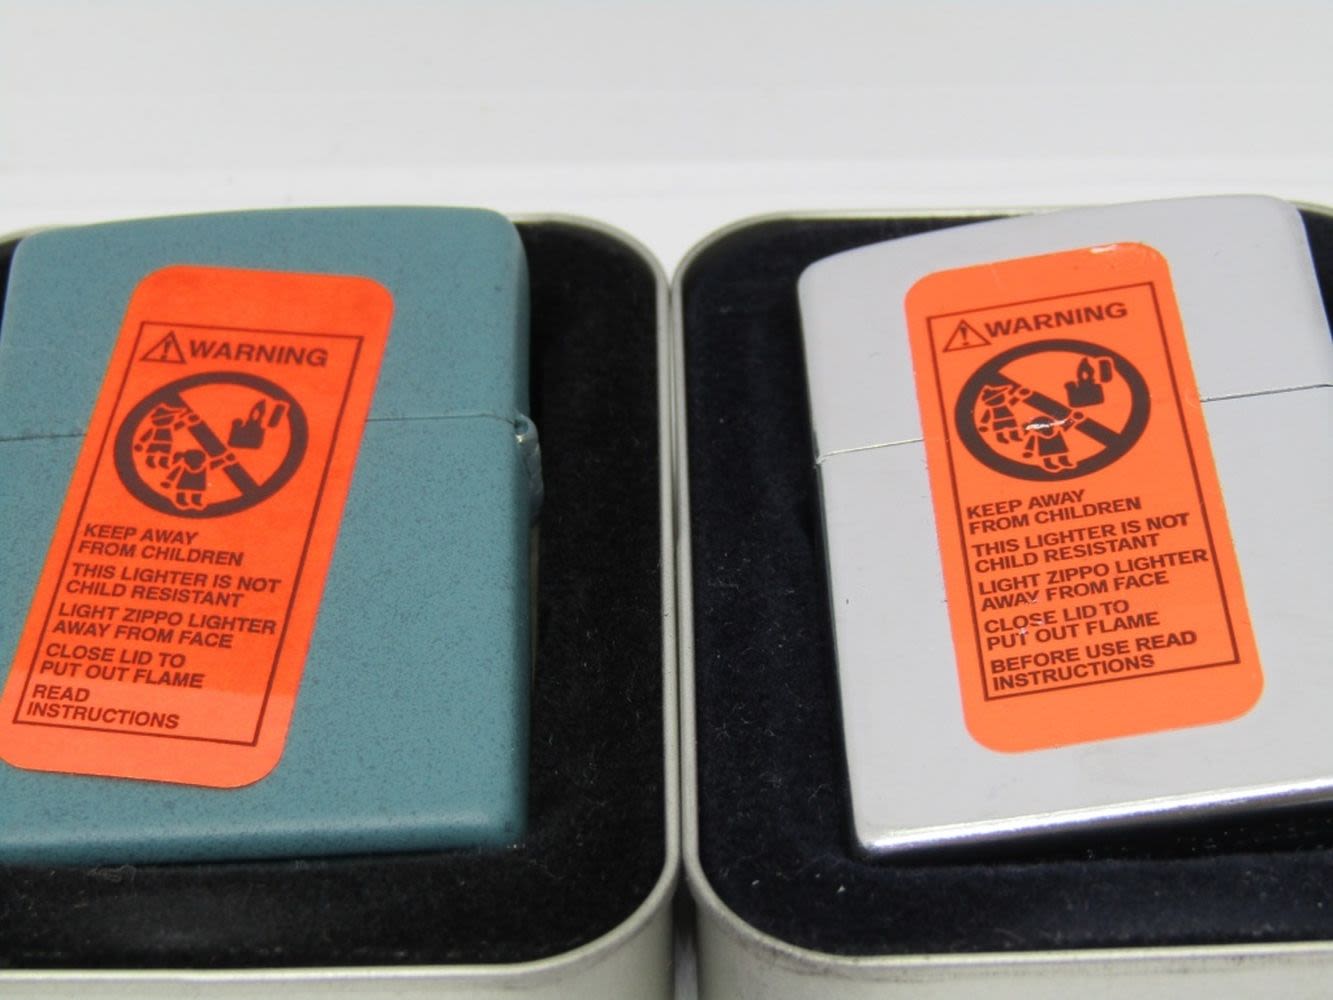 WARNING
KEEP AWAY
FROM CHILDREN
THIS LIGHTER IS NOT
CHILD RESISTANT
LIGHT ZIPPO LIGHTER
AWAY FROM FACE
CLOSE LID TO
PUT OUT FLAME
READ
INSTRUCTIONS
WARNING
KEEP AWAY
FROM CHILDREN
THIS LIGHTER IS NOT
CHILD RESISTANT
LIGHT ZIPPO LIGHTER
AWAY FROM FACE
CLOSE LID TO
PUT OUT FLAME
BEFORE USE READ
INSTRUCTIONS